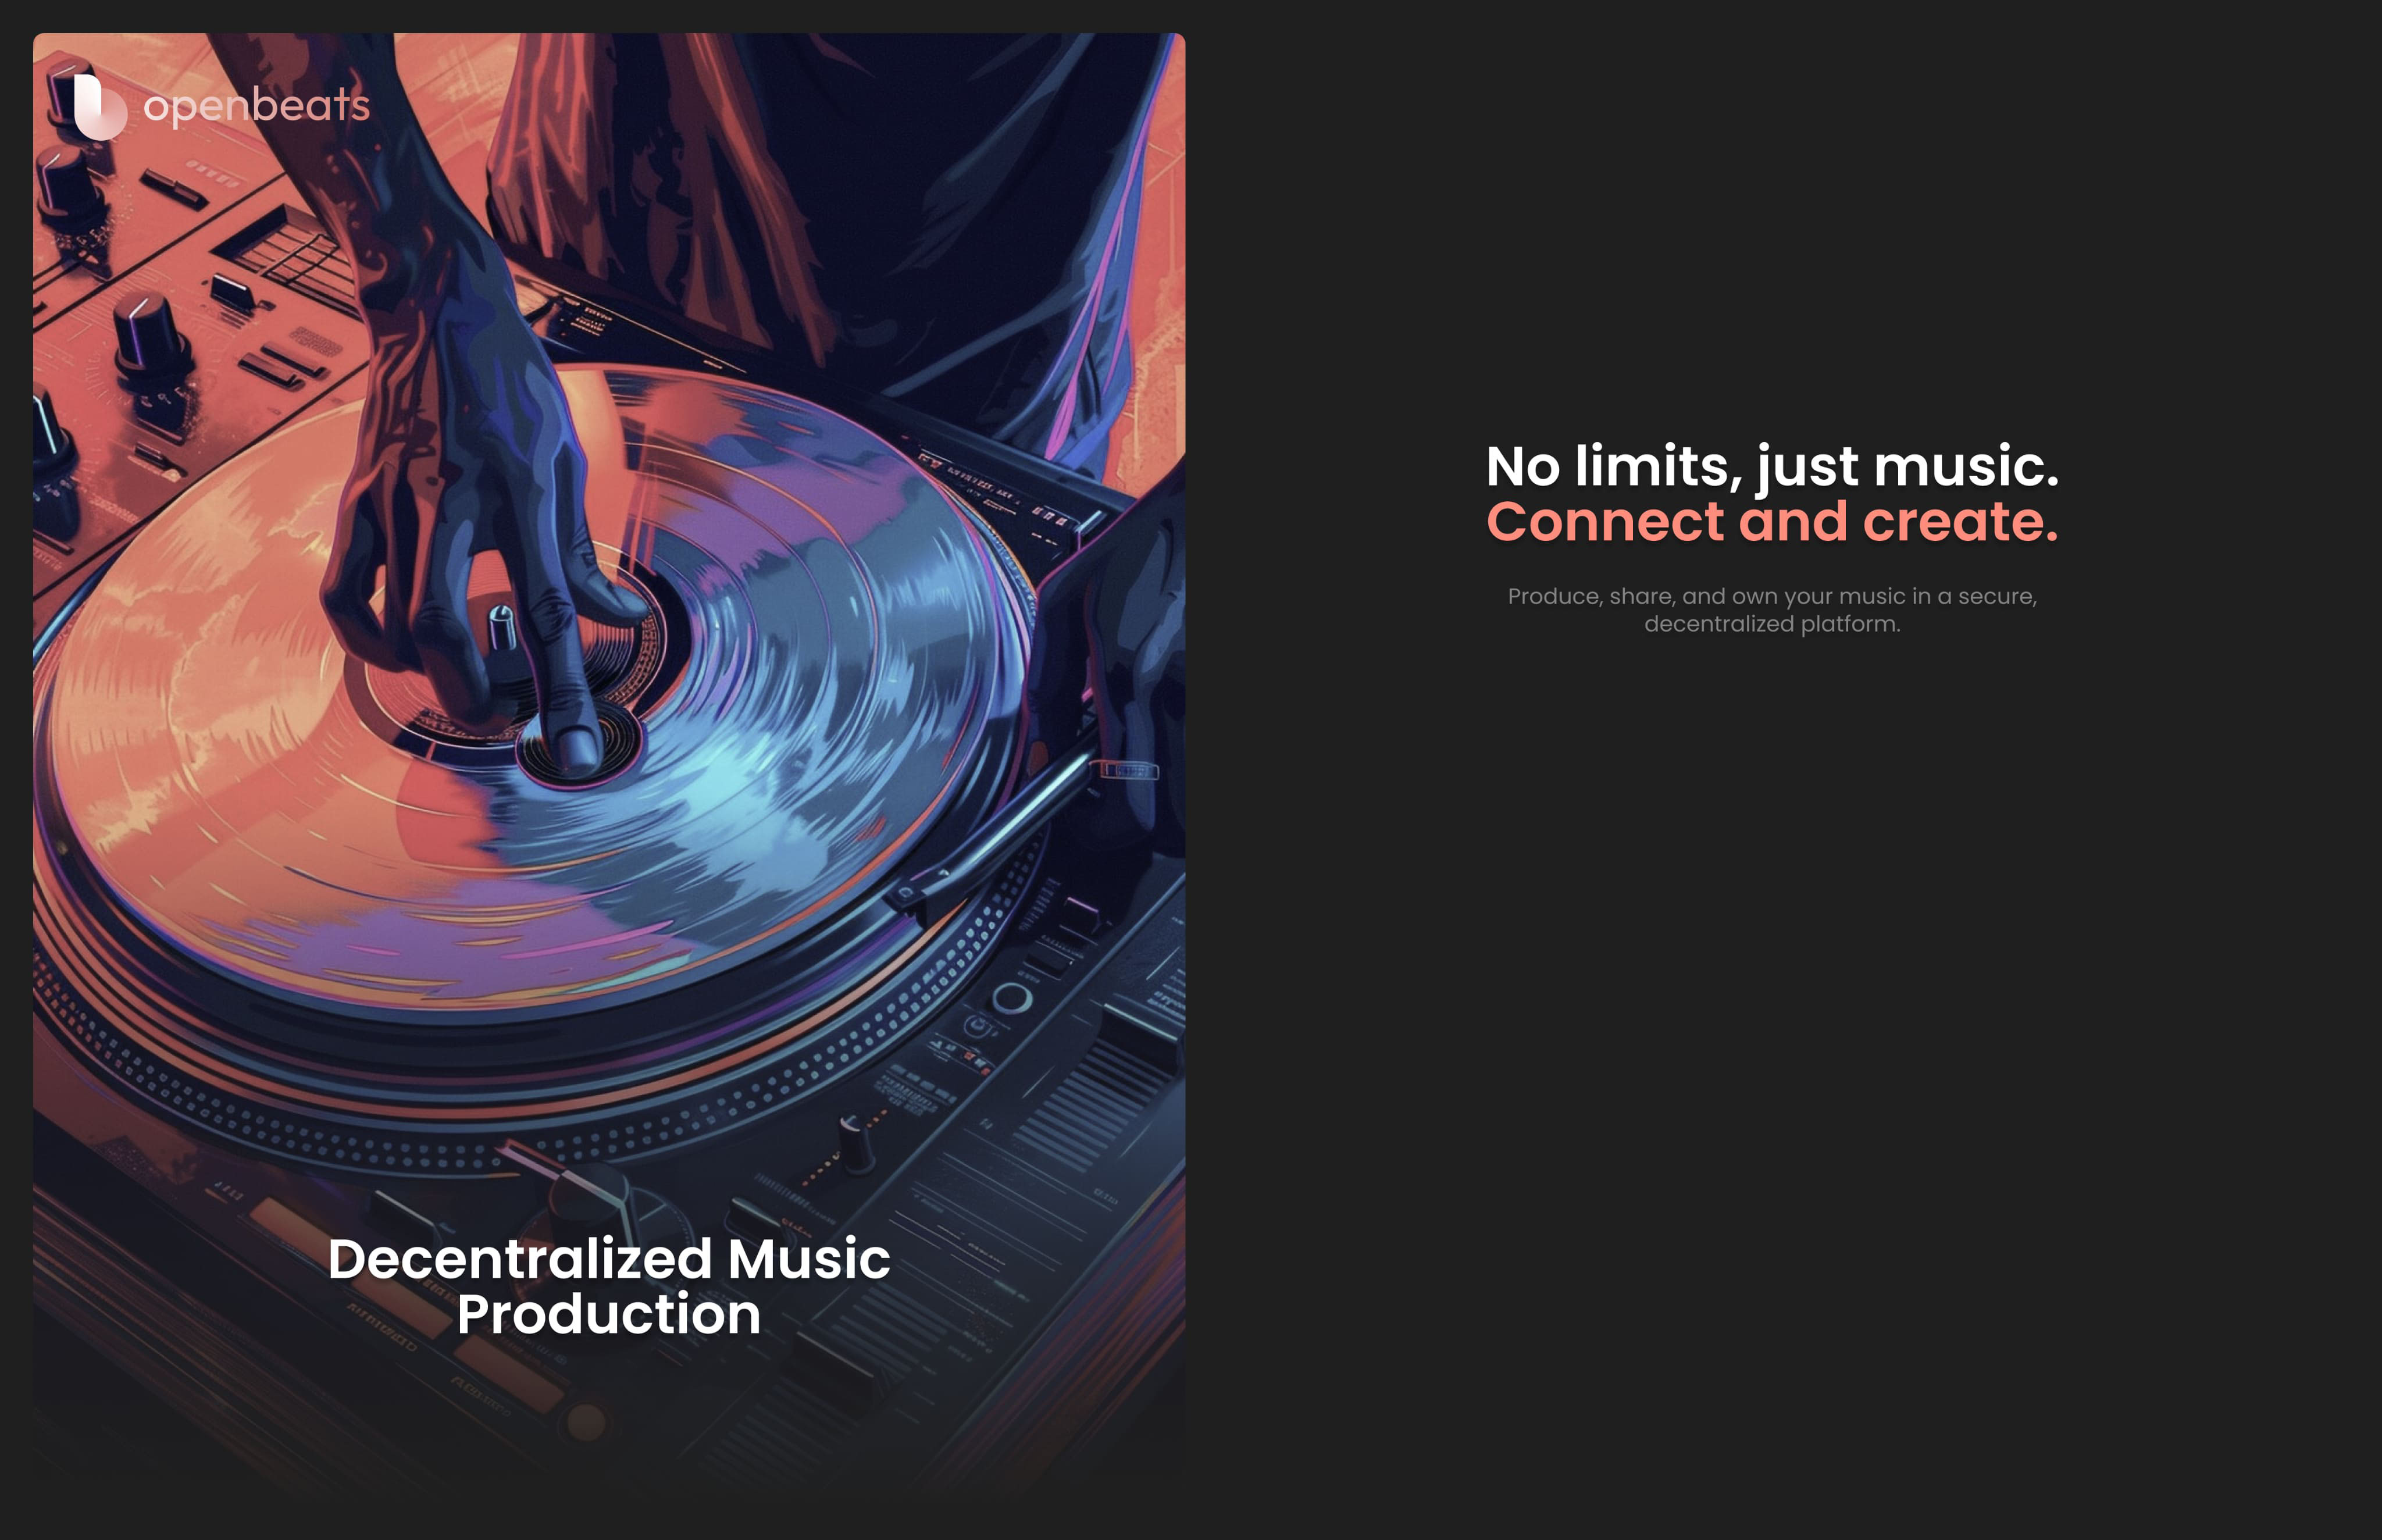 openbeats
No limits, just music.
Connect and create.
Produce, share, and own your music in a secure,
decentralized platform.
Decentralized Music
Production